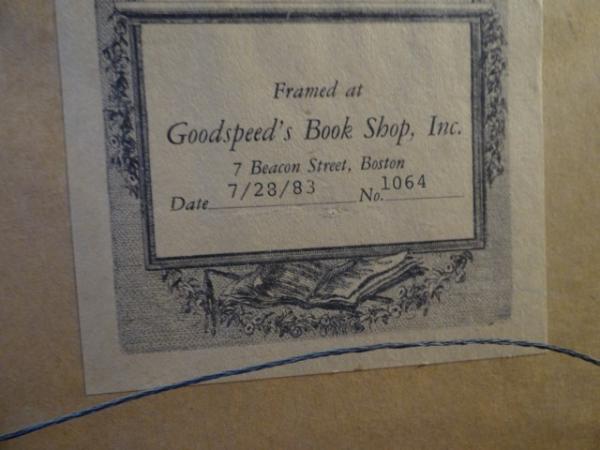 Framed at
Goodspeed's Book Shop, Inc.
7 Beacon Street, Boston
Date 7/28/83 No. 1064